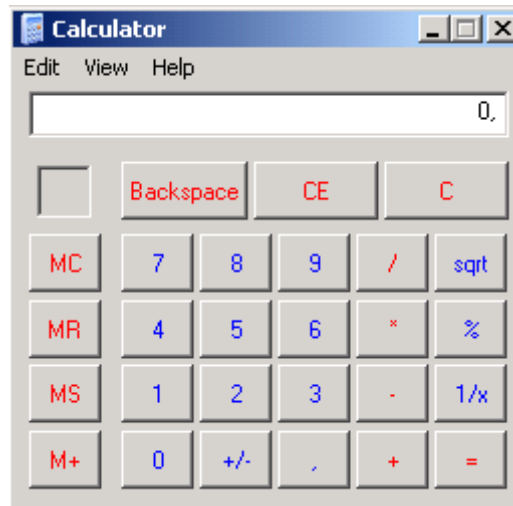 Calculator
Edit View Help
0,
Backspace CE C
MC 7 8 9 / sqrt
MR 4 5 6 * %
MS 1 2 3 - 1/x
M+ 0 +/- , + =